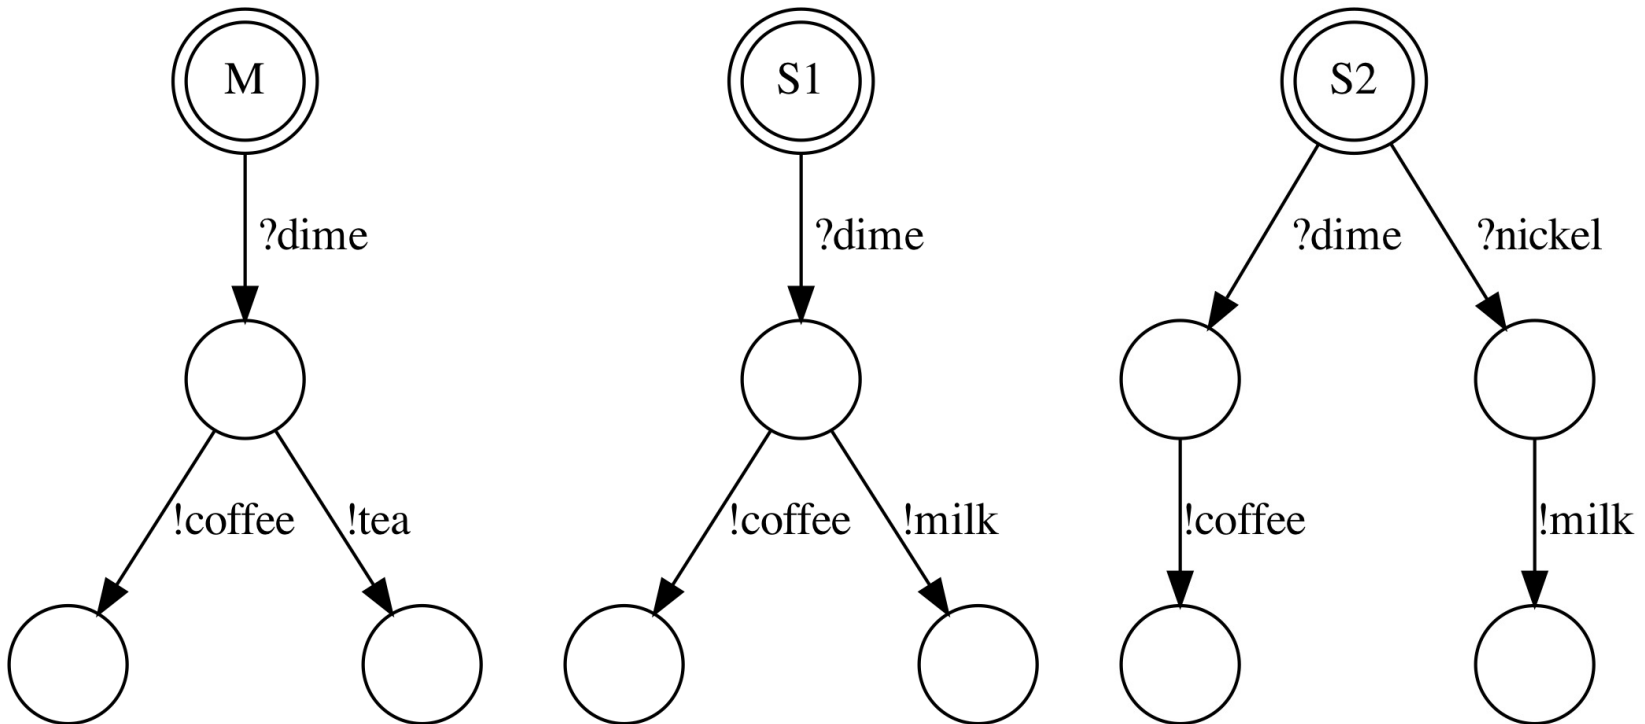 M
S1
S2
?dime
?dime
?dime
?nickel
!coffee
!tea
!coffee
!milk
!coffee
!milk